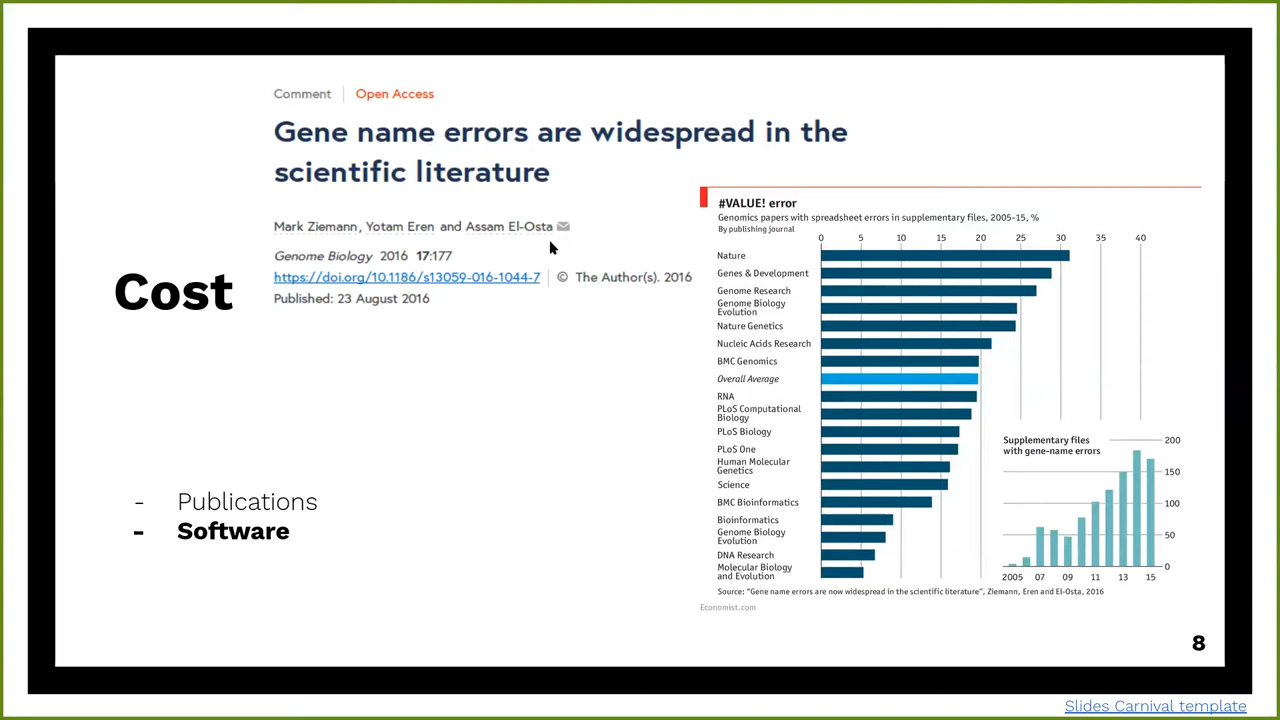 Comment | Open Access
Gene name errors are widespread in the
scientific literature
Mark Ziemann, Yotam Eren and Assam El-Osta
Genome Biology 2016 17:177
https://doi.org/10.1186/s13059-016-1044-7 | © The Author(s). 2016
Published: 23 August 2016
Cost
- Publications
- Software
#VALUE! error
Genomics papers with spreadsheet errors in supplementary files, 2005-15, %
By publishing journal
0 5 10 15 20 25 30 35 40
Nature
Genes & Development
Genome Research
Genome Biology
Evolution
Nature Genetics
Nucleic Acids Research
BMC Genomics
Overall Average
RNA
PLoS Computational
Biology
PLoS Biology
PLoS One
Human Molecular
Genetics
Science
BMC Bioinformatics
Bioinformatics
Genome Biology
Evolution
DNA Research
Molecular Biology
and Evolution
Supplementary files
with gene-name errors
200
150
100
50
0
2005 07 09 11 13 15
Source: “Gene name errors are now widespread in the scientific literature”, Ziemann, Eren and El-Osta, 2016
Economist.com
8
Slides Carnival template